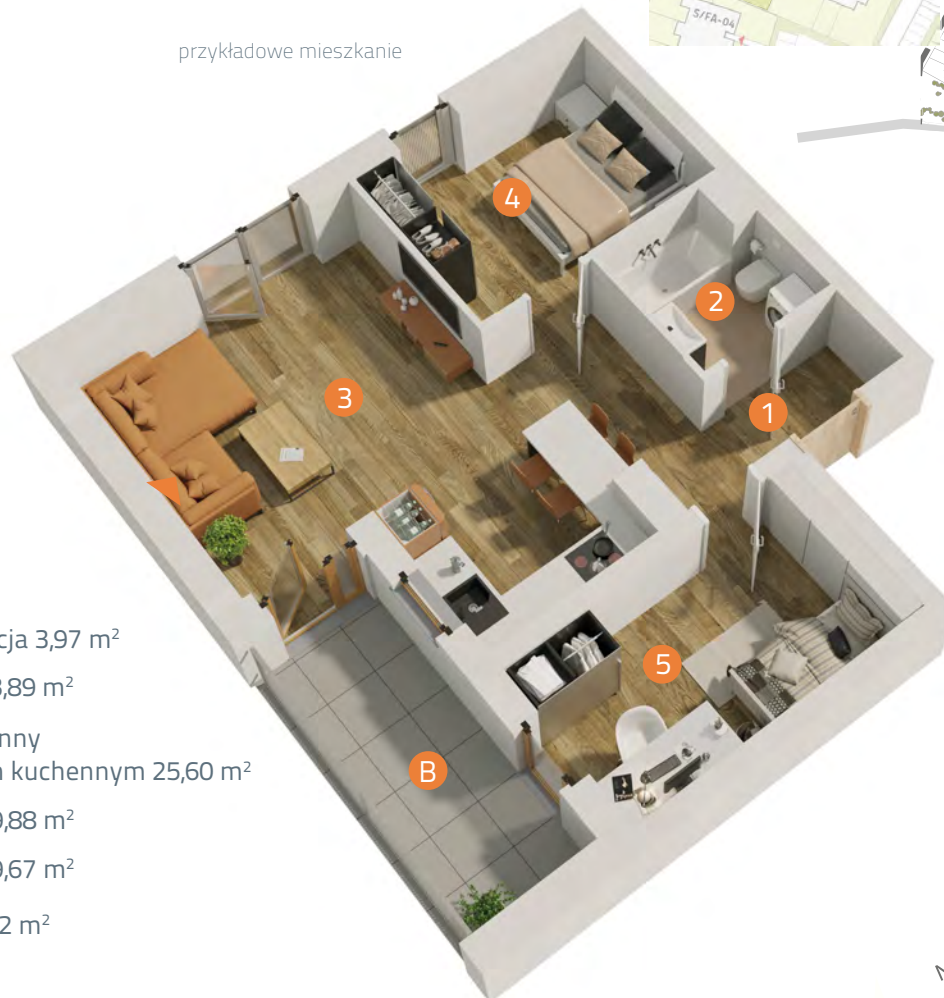 S/FA-04
przykładowe mieszkanie
4
2
3
1
5
B
cja 3,97 m²
,89 m²
nny
kuchennym 25,60 m²
,88 m²
,67 m²
2 m²